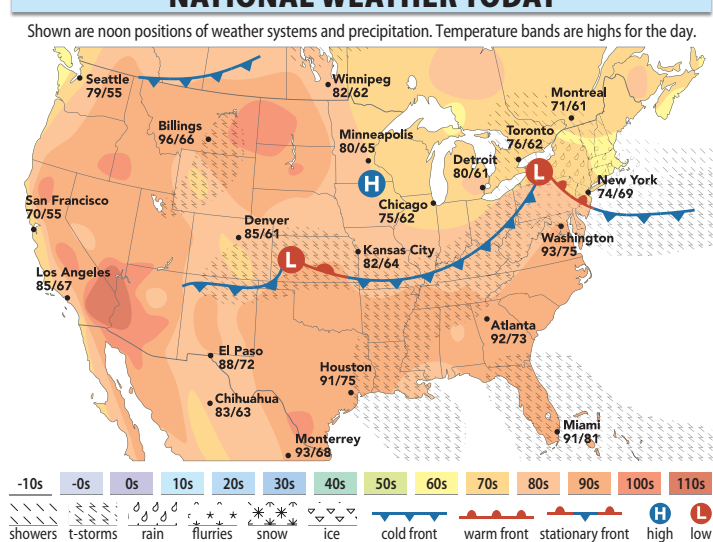 NATIONAL WEATHER TODAY
Shown are noon positions of weather systems and precipitation. Temperature bands are highs for the day.
Seattle
79/55
Winnipeg
82/62
Montreal
71/61
Billings
96/66
Minneapolis
80/65
Toronto
76/62
Detroit
80/61
H
L
New York
74/69
San Francisco
70/55
Chicago
75/62
Denver
85/61
Kansas City
82/64
Washington
93/75
L
Los Angeles
85/67
Atlanta
92/73
El Paso
88/72
Houston
91/75
Chihuahua
83/63
Miami
91/81
Monterrey
93/68
-10s -0s 0s 10s 20s 30s 40s 50s 60s 70s 80s 90s 100s 110s
H L
showers t-storms rain flurries snow ice cold front warm front stationary front high low